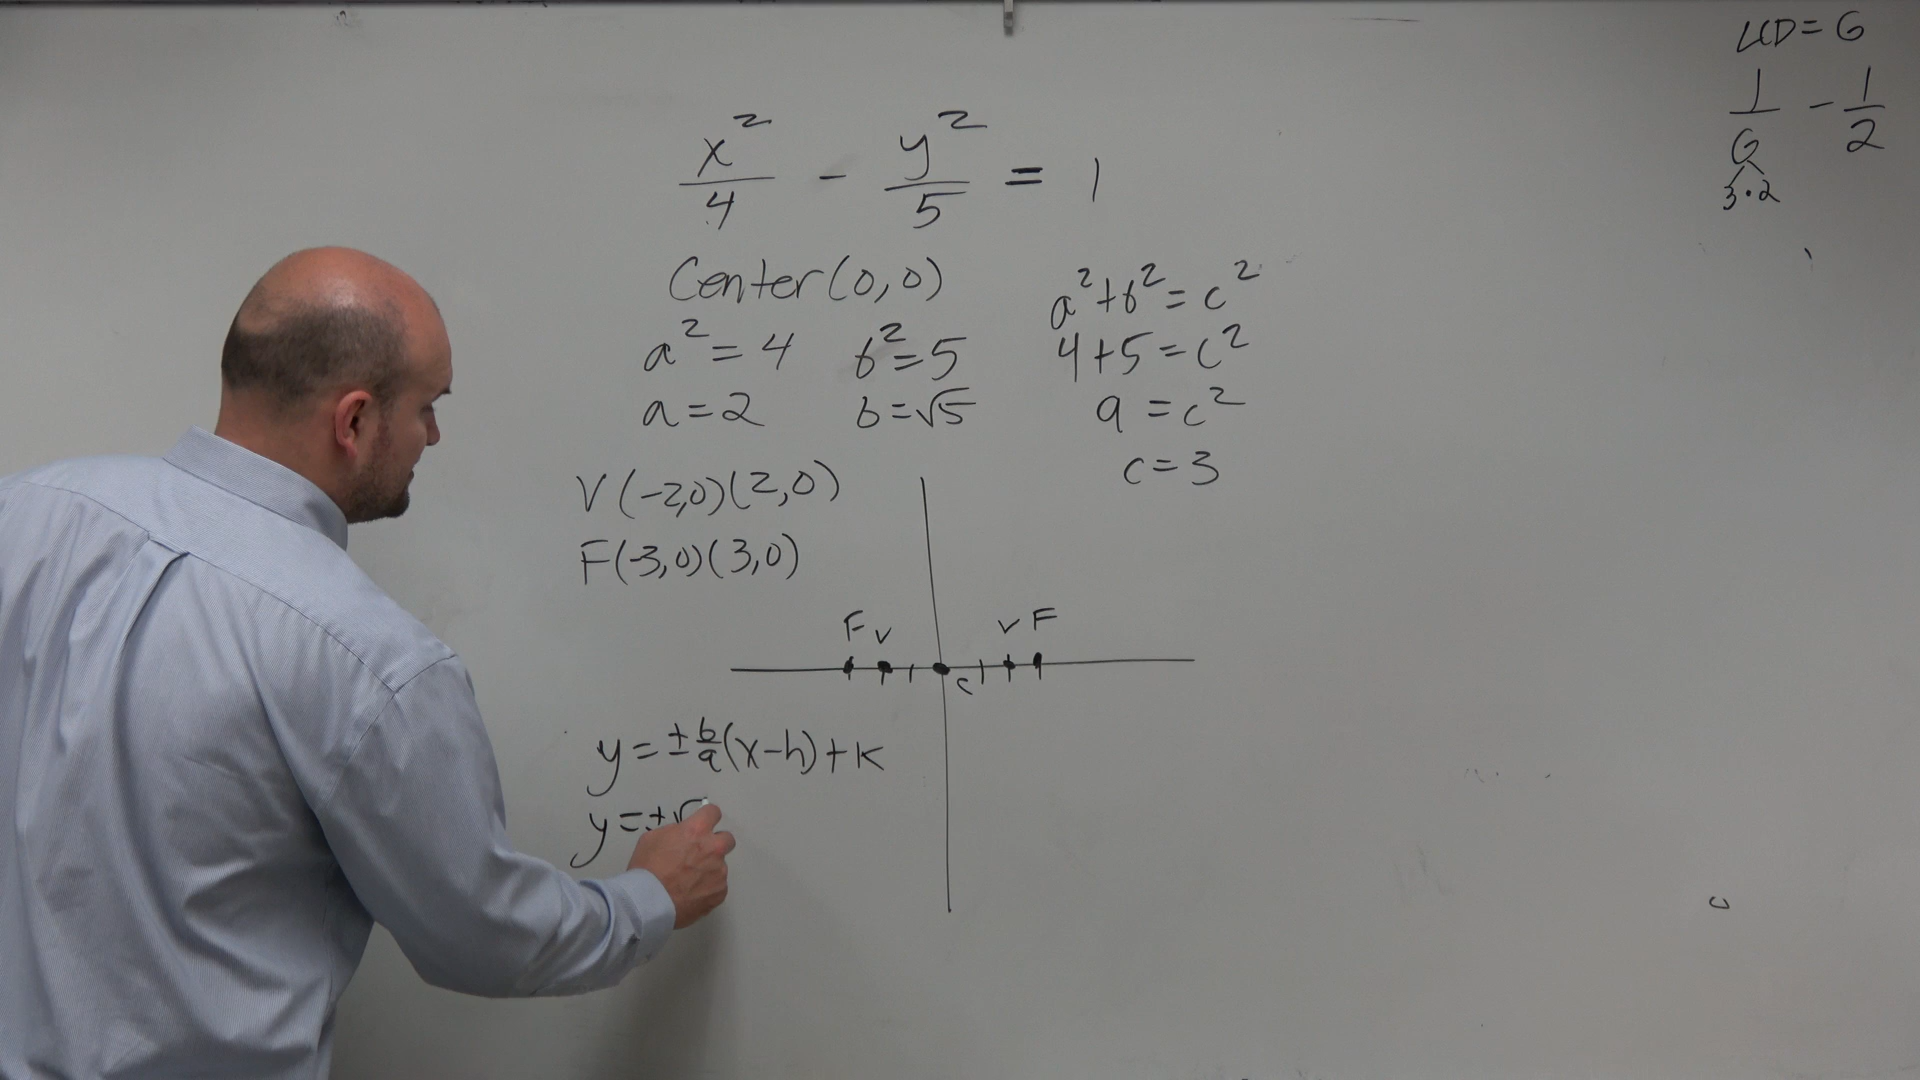 x²/4 - y²/5 = 1
Center (0,0)
a² = 4 b² = 5
a = 2 b = √5
a² + b² = c²
4 + 5 = c²
9 = c²
c = 3
V (-2,0) (2,0)
F (-3,0) (3,0)
F V V F
c
y = ± b/a (x-h) + k
y = ± √
LCD = 6
1/6 - 1/2
3·2